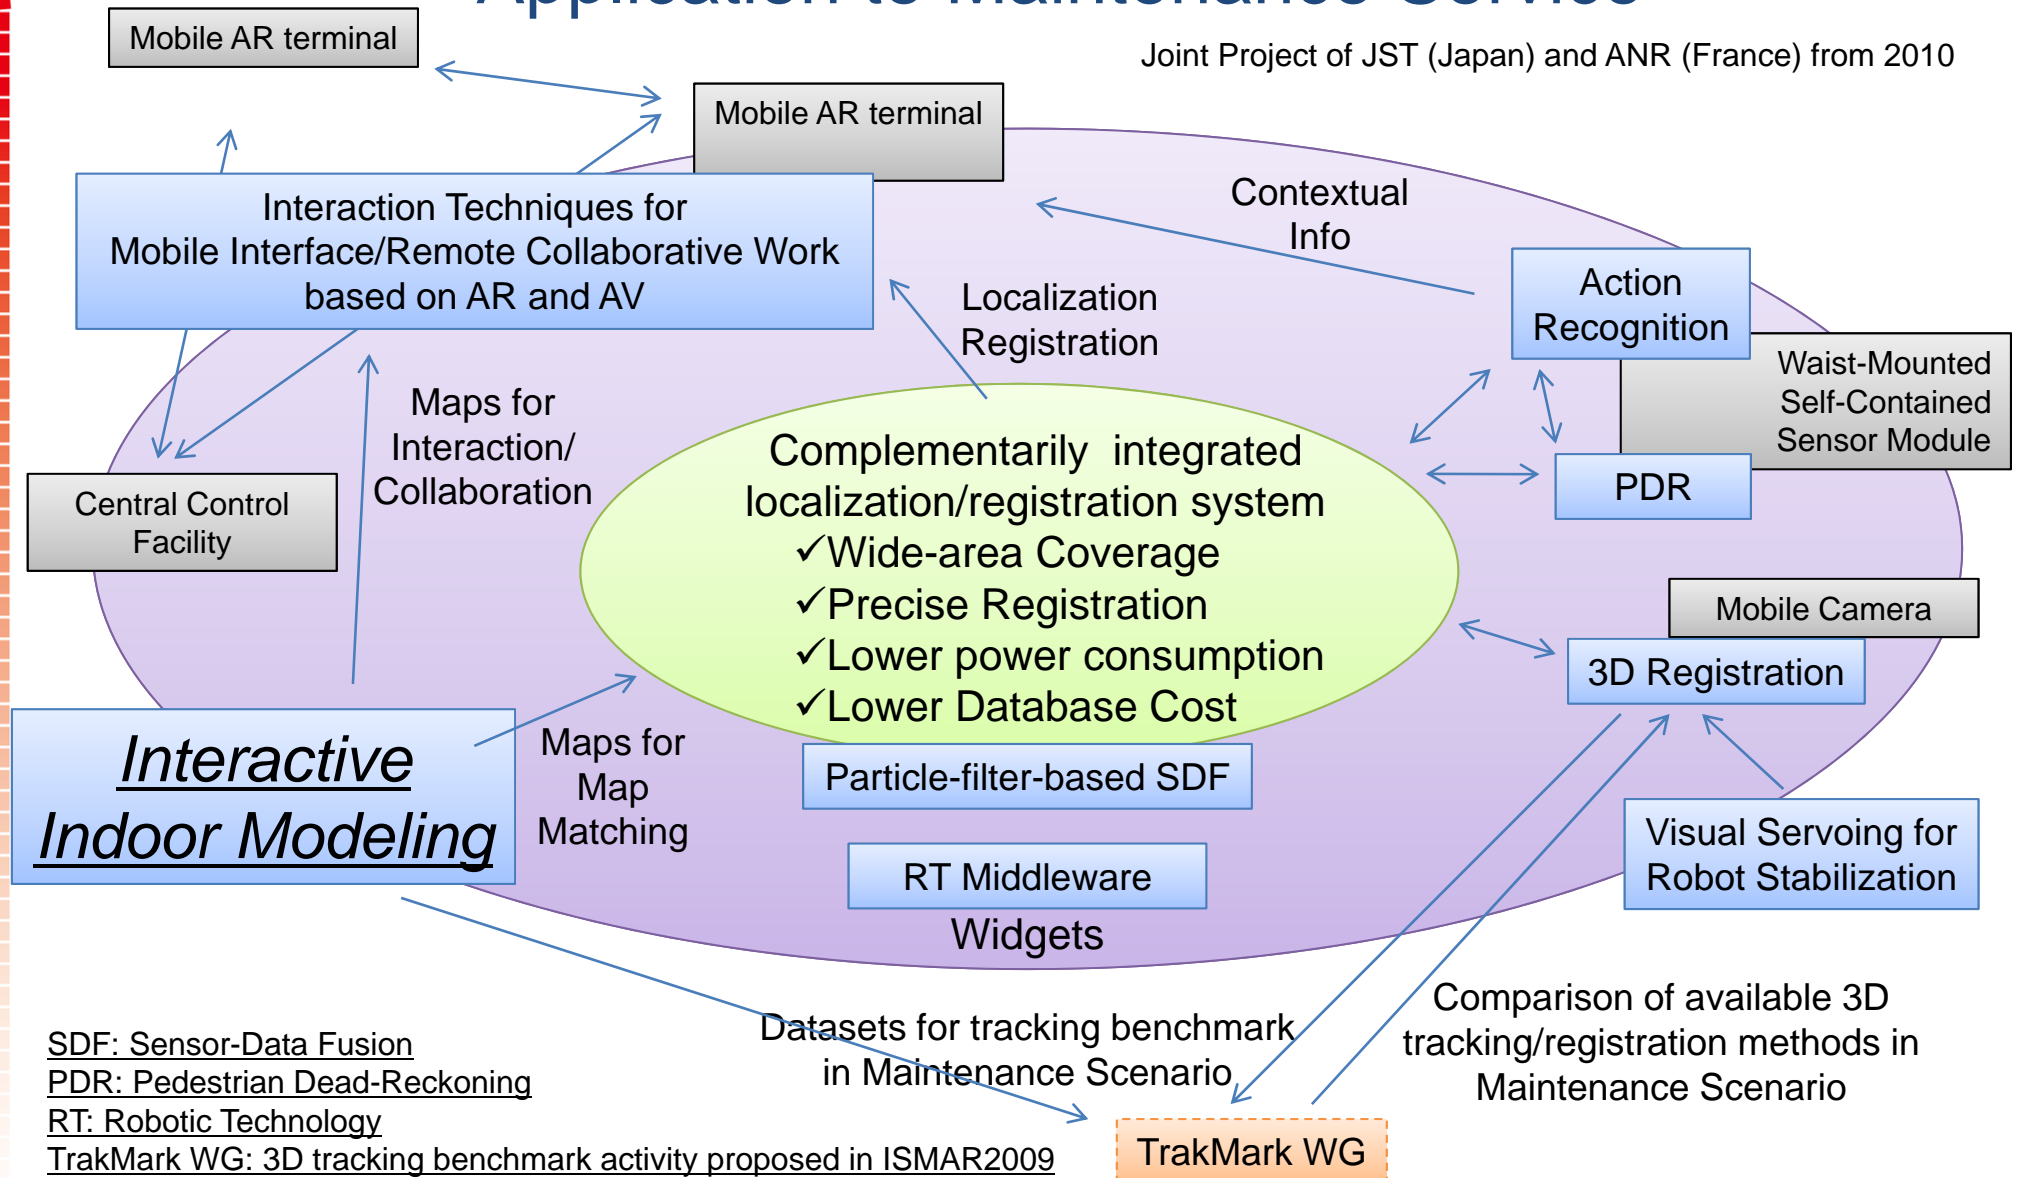 Application to Maintenance Service
Joint Project of JST (Japan) and ANR (France) from 2010
Mobile AR terminal
Mobile AR terminal
Interaction Techniques for
Mobile Interface/Remote Collaborative Work
based on AR and AV
Contextual
Info
Localization
Registration
Action
Recognition
Waist-Mounted
Self-Contained
Sensor Module
PDR
Maps for
Interaction/
Collaboration
Central Control
Facility
Complementarily integrated
localization/registration system
✓Wide-area Coverage
✓Precise Registration
✓Lower power consumption
✓Lower Database Cost
Mobile Camera
3D Registration
Interactive
Indoor Modeling
Maps for
Map
Matching
Particle-filter-based SDF
RT Middleware
Widgets
Visual Servoing for
Robot Stabilization
Datasets for tracking benchmark
in Maintenance Scenario
Comparison of available 3D
tracking/registration methods in
Maintenance Scenario
SDF: Sensor-Data Fusion
PDR: Pedestrian Dead-Reckoning
RT: Robotic Technology
TrakMark WG: 3D tracking benchmark activity proposed in ISMAR2009
TrakMark WG